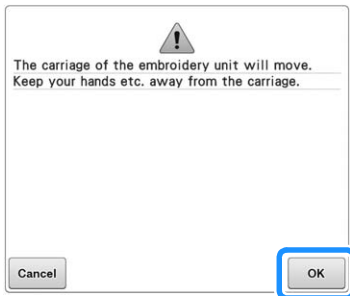 The carriage of the embroidery unit will move.
Keep your hands etc. away from the carriage.
Cancel
OK